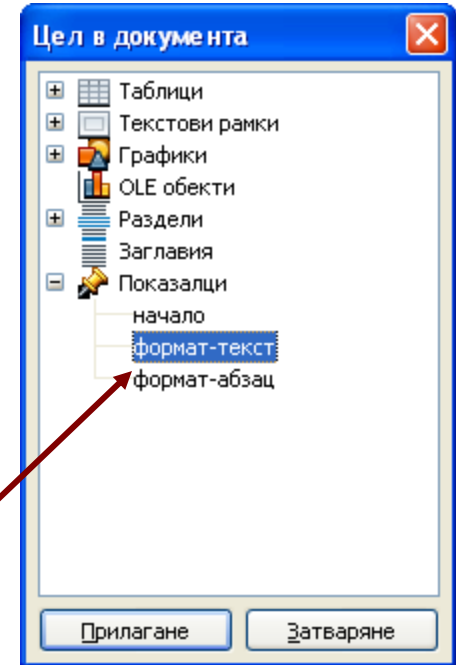 Цел в документа
Таблици
Текстови рамки
Графики
OLE обекти
Раздели
Заглавия
Показалци
начало
формат-текст
формат-абзац
Прилагане
Затваряне